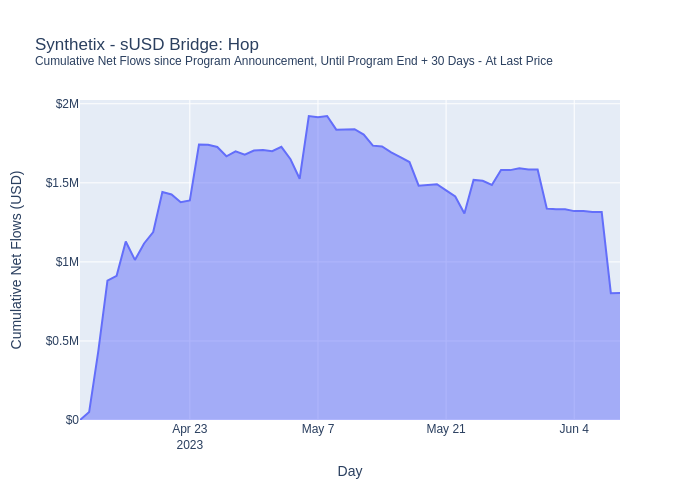 Synthetix - sUSD Bridge: Hop
Cumulative Net Flows since Program Announcement, Until Program End + 30 Days - At Last Price
Cumulative Net Flows (USD)
$2M
$1.5M
$1M
$0.5M
$0
Apr 23
2023
May 7
May 21
Jun 4
Day